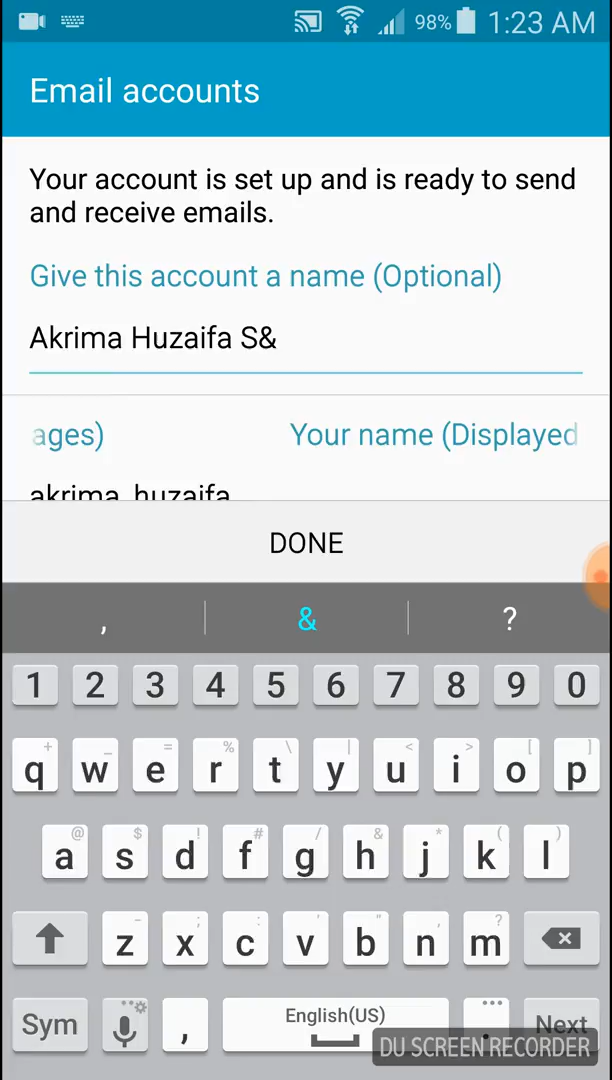 98% 1:23 AM
Email accounts
Your account is set up and is ready to send
and receive emails.
Give this account a name (Optional)
Akrima Huzaifa S&
ages) Your name (Displayed
akrima_huzaifa
DONE
, & ?
1 2 3 4 5 6 7 8 9 0
+ _ = % \ | < > [ ]
q w e r t y u i o p
@ $ ! # / & * ( )
a s d f g h j k l
- ; : ' " , ?
z x c v b n m
Sym , English(US) . Next
DU SCREEN RECORDER